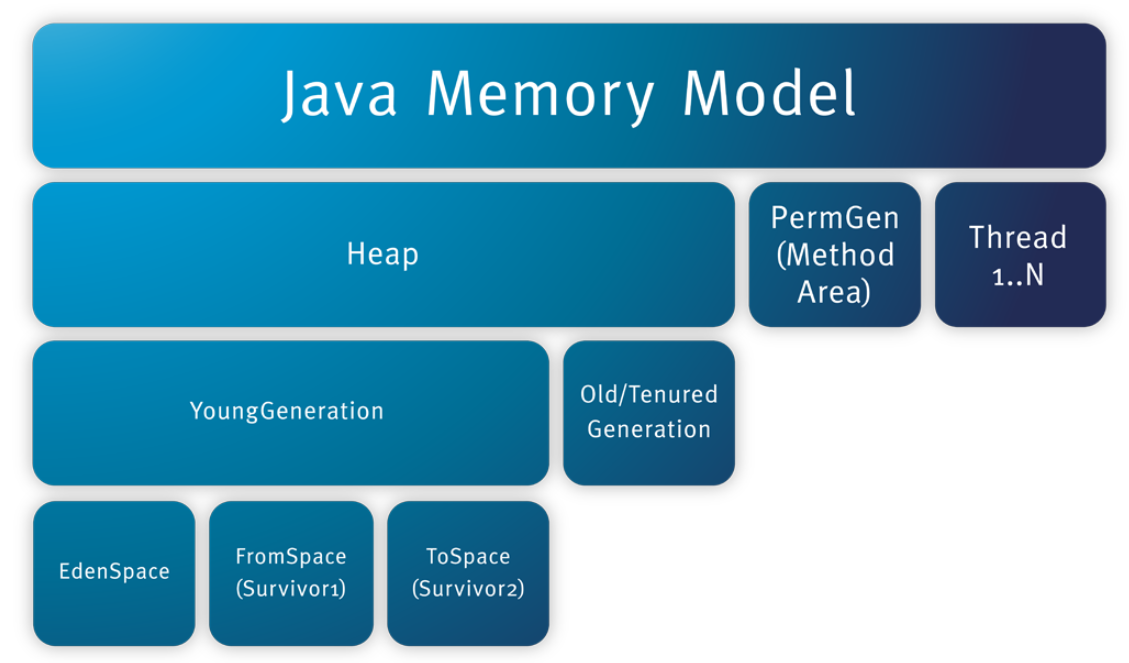 Java Memory Model
Heap
PermGen
(Method
Area)
Thread
1..N
YoungGeneration
Old/Tenured
Generation
EdenSpace
FromSpace
(Survivor1)
ToSpace
(Survivor2)